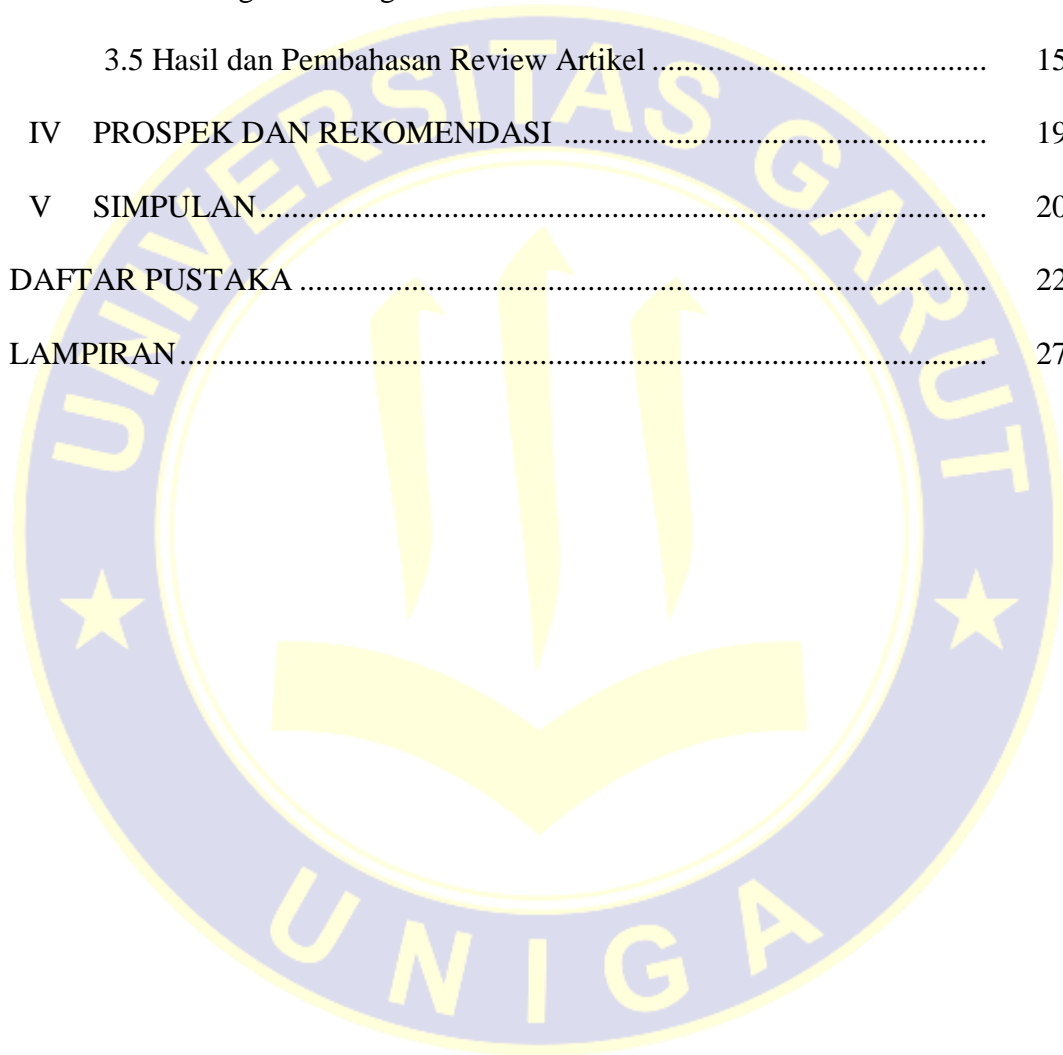 3.5 Hasil dan Pembahasan Review Artikel ..................................... 15
IV PROSPEK DAN REKOMENDASI ............................................... 19
V SIMPULAN................................................................................ 20
DAFTAR PUSTAKA ........................................................................... 22
LAMPIRAN......................................................................................... 27
UNIVERSITAS GARUT
UNIGA